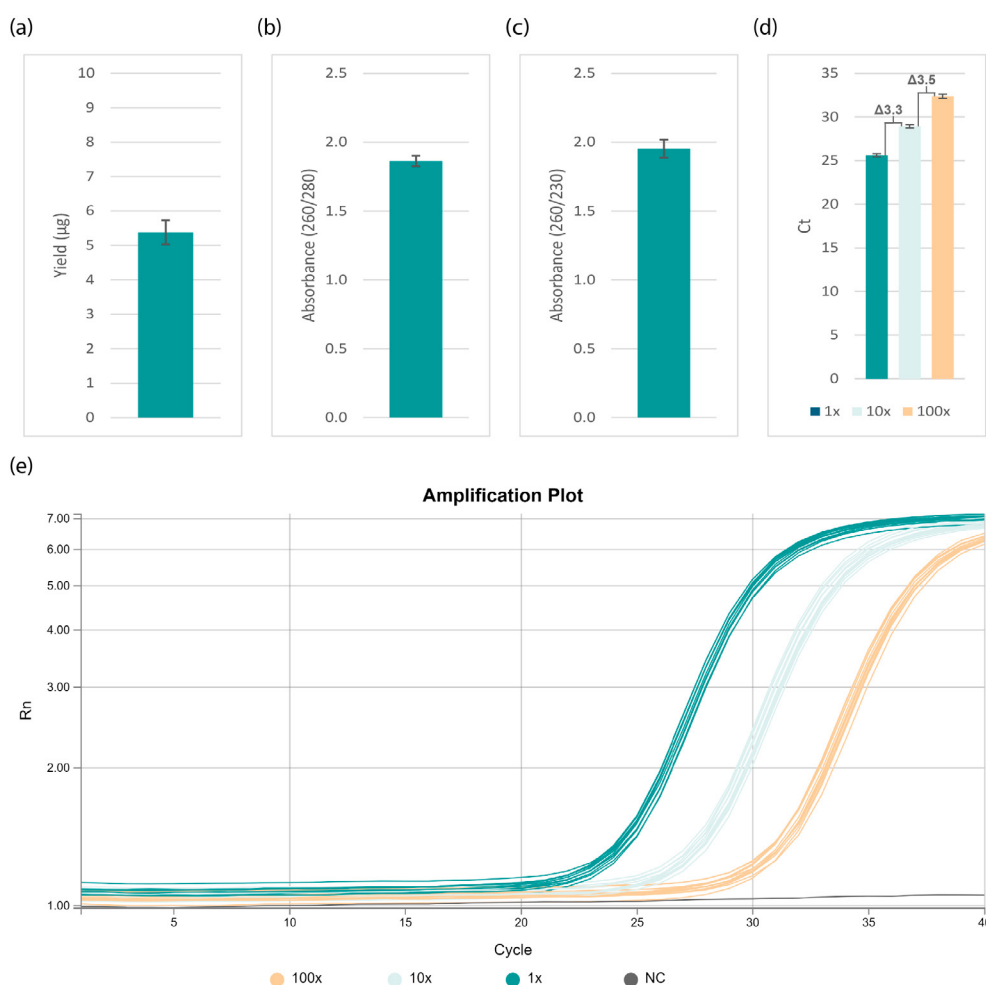 (a)
(b)
(c)
(d)
10
9
8
7
6
5
4
3
2
1
0
Yield (µg)
2.5
2.0
1.5
1.0
0.5
0.0
Absorbance (260/280)
2.5
2.0
1.5
1.0
0.5
0.0
Absorbance (260/230)
35
30
25
20
15
10
5
0
Ct
Δ3.3
Δ3.5
1x 10x 100x
(e)
Amplification Plot
7.00
6.00
5.00
4.00
3.00
2.00
1.00
Rn
5 10 15 20 25 30 35 40
Cycle
100x 10x 1x NC